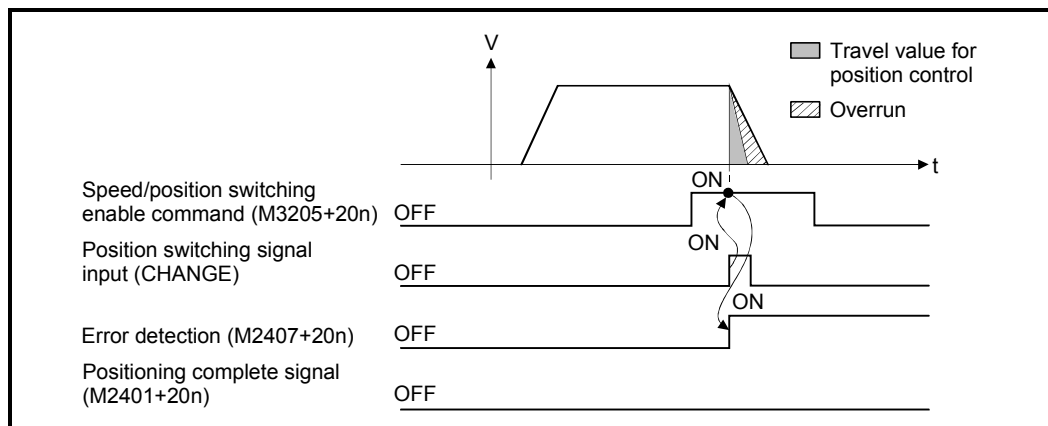 V
Travel value for
position control
Overrun
t
Speed/position switching
enable command (M3205+20n)
OFF
ON
Position switching signal
input (CHANGE)
OFF
ON
Error detection (M2407+20n)
OFF
ON
Positioning complete signal
(M2401+20n)
OFF